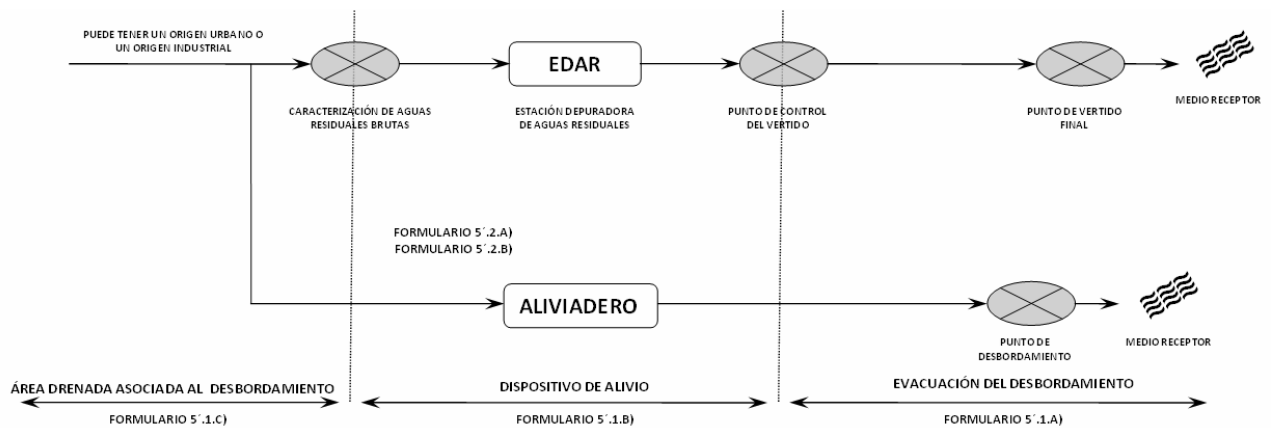 PUEDE TENER UN ORIGEN URBANO O
UN ORIGEN INDUSTRIAL
EDAR
CARACTERIZACIÓN DE AGUAS
RESIDUALES BRUTAS
ESTACIÓN DEPURADORA
DE AGUAS RESIDUALES
PUNTO DE CONTROL
DEL VERTIDO
PUNTO DE VERTIDO
FINAL
MEDIO RECEPTOR
FORMULARIO 5´.2.A)
FORMULARIO 5´.2.B)
ALIVIADERO
PUNTO DE
DESBORDAMIENTO
MEDIO RECEPTOR
ÁREA DRENADA ASOCIADA AL DESBORDAMIENTO
DISPOSITIVO DE ALIVIO
EVACUACIÓN DEL DESBORDAMIENTO
FORMULARIO 5´.1.C)
FORMULARIO 5´.1.B)
FORMULARIO 5´.1.A)